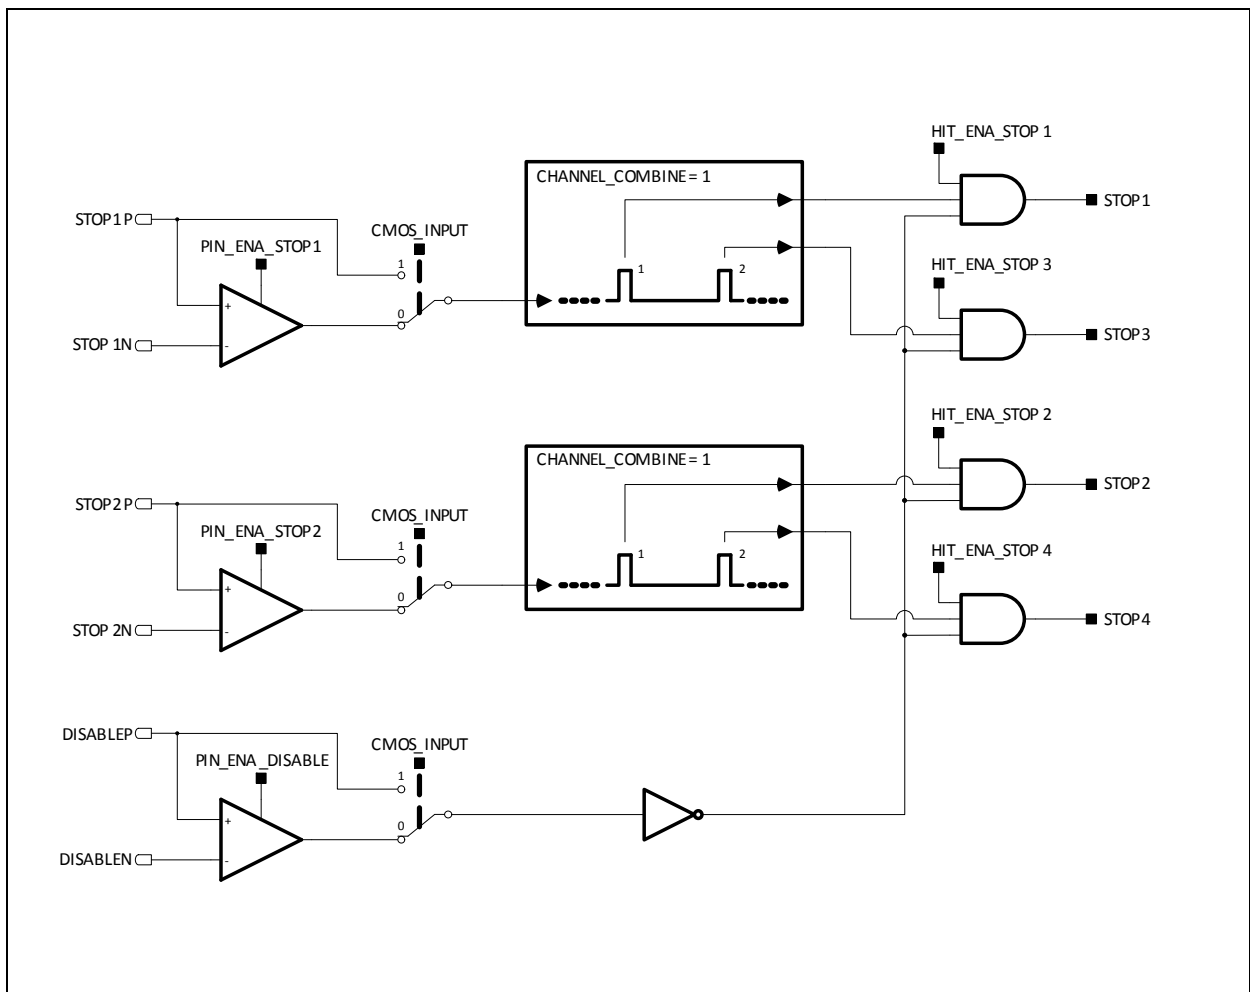 HIT_ENA_STOP 1
CHANNEL_COMBINE = 1
STOP1
STOP1 P
CMOS_INPUT
PIN_ENA_STOP1
1
1
2
HIT_ENA_STOP 3
+
0
STOP3
STOP 1N
-
HIT_ENA_STOP 2
CHANNEL_COMBINE = 1
STOP2
STOP2 P
CMOS_INPUT
PIN_ENA_STOP2
1
1
2
HIT_ENA_STOP 4
+
0
STOP4
STOP 2N
-
DISABLEP
CMOS_INPUT
PIN_ENA_DISABLE
1
+
0
DISABLEN
-